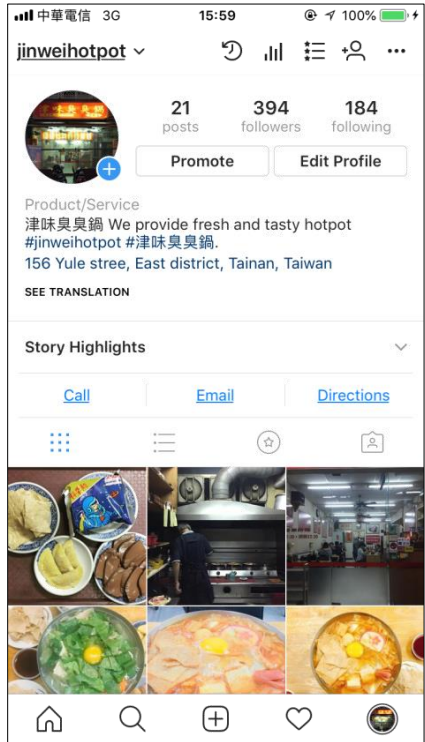 中華電信 3G 15:59 100%
jinweihotpot
21 394 184
posts followers following
Promote Edit Profile
Product/Service
津味臭臭鍋 We provide fresh and tasty hotpot
#jinweihotpot #津味臭臭鍋.
156 Yule stree, East district, Tainan, Taiwan
SEE TRANSLATION
Story Highlights
Call Email Directions